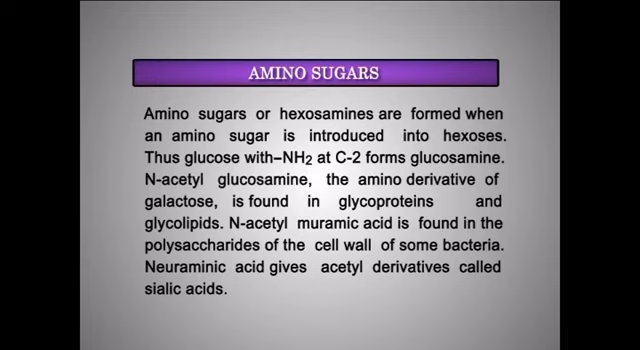 AMINO SUGARS
Amino sugars or hexosamines are formed when
an amino sugar is introduced into hexoses.
Thus glucose with–NH2 at C-2 forms glucosamine.
N-acetyl glucosamine, the amino derivative of
galactose, is found in glycoproteins and
glycolipids. N-acetyl muramic acid is found in the
polysaccharides of the cell wall of some bacteria.
Neuraminic acid gives acetyl derivatives called
sialic acids.